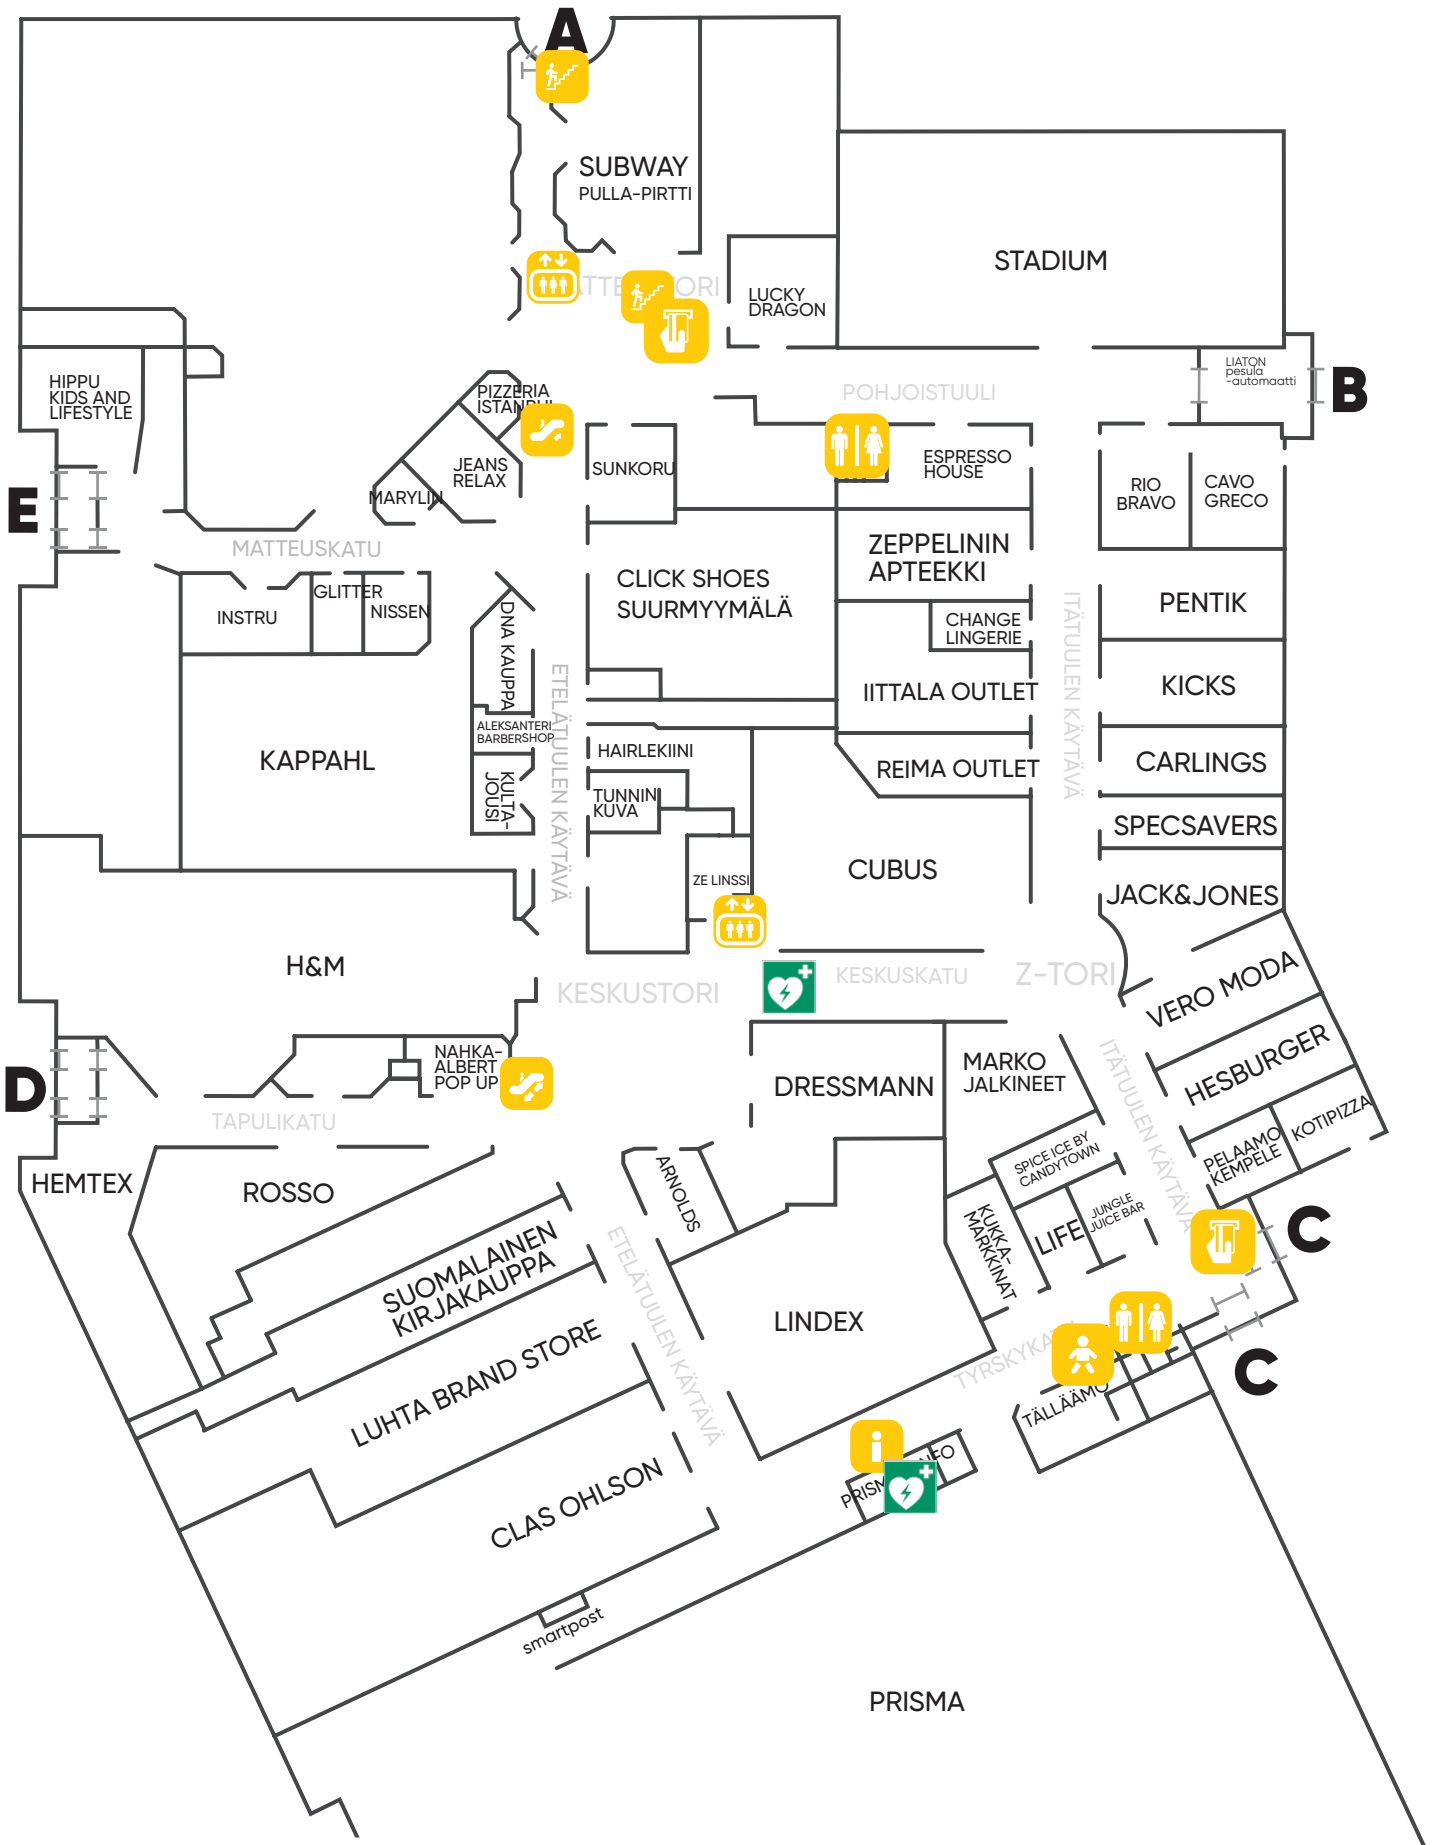 A
SUBWAY
PULLA-PIRTTI
STADIUM
LUCKY
DRAGON
LIATON
pesula
-automaatti
B
POHJOISTUULI
HIPPU
KIDS AND
LIFESTYLE
PIZZERIA
JEANS
RELAX
MARYLIN
SUNKORU
ESPRESSO
HOUSE
RIO
BRAVO
CAVO
GRECO
E
MATTEUSKATU
ZEPPELININ
APTEEKKI
CLICK SHOES
SUURMYYMÄLÄ
INSTRU
GLITTER
NISSEN
DNA KAUPPA
CHANGE
LINGERIE
PENTIK
ITÄTUULEN KÄYTÄVÄ
ETELÄTUULEN KÄYTÄVÄ
IITTALA OUTLET
KICKS
ALEKSANTERI
BARBERSHOP
HAIRLEKIINI
KAPPAHL
REIMA OUTLET
CARLINGS
KULTA-
JOUSI
TUNNIN
KUVA
SPECSAVERS
ZE LINSSI
CUBUS
JACK&JONES
H&M
KESKUSTORI
KESKUSKATU
Z-TORI
VERO MODA
NAHKA-
ALBERT
POP UP
D
MARKO
JALKINEET
DRESSMANN
HESBURGER
ITÄTUULEN KÄYTÄVÄ
TAPULIKATU
KOTIPIZZA
PELAAMO
KEMPELE
SPICE ICE BY
CANDYTOWN
HEMTEX
ROSSO
ARNOLDS
JUNGLE
JUICE BAR
LIFE
KUKKA-
MARKKINAT
C
SUOMALAINEN
KIRJAKAUPPA
ETELÄTUULEN KÄYTÄVÄ
LINDEX
C
LUHTA BRAND STORE
TÄLLÄÄMÖ
CLAS OHLSON
smartpost
PRISMA